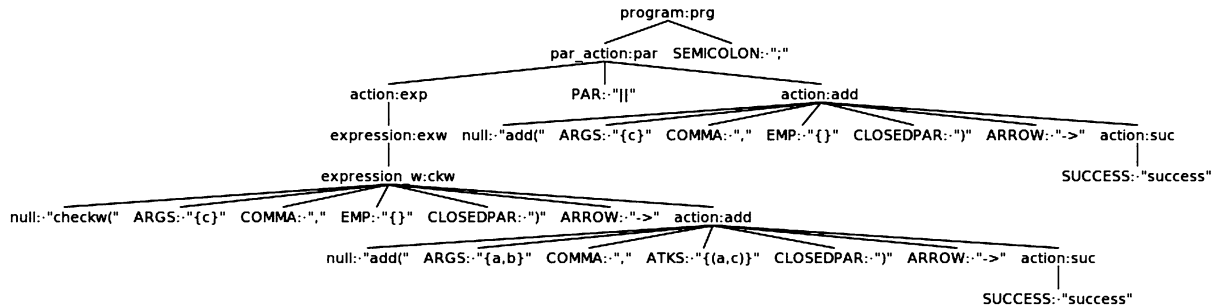 program:prg
par_action:par SEMICOLON:·";"
action:exp PAR:·"||" action:add
expression:exw null:·"add(" ARGS:·"{c}" COMMA:·"," EMP:·"{}" CLOSEDPAR:·")" ARROW:·"->" action:suc
expression_w:ckw SUCCESS:·"success"
null:·"checkw(" ARGS:·"{c}" COMMA:·"," EMP:·"{}" CLOSEDPAR:·")" ARROW:·"->" action:add
null:·"add(" ARGS:·"{a,b}" COMMA:·"," ATKS:·"{(a,c)}" CLOSEDPAR:·")" ARROW:·"->" action:suc
SUCCESS:·"success"